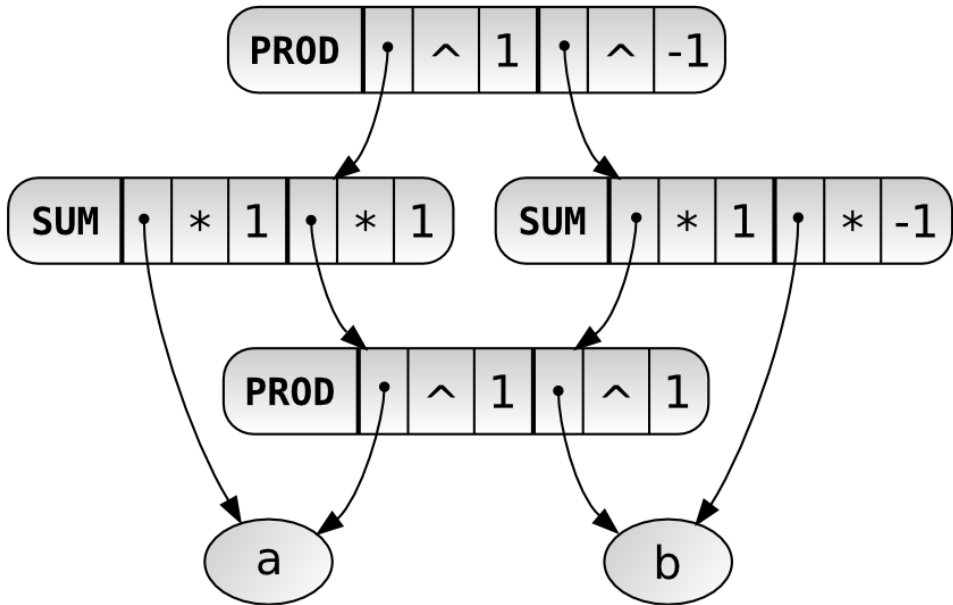 PROD ^ 1 ^ -1
SUM * 1 * 1
SUM * 1 * -1
PROD ^ 1 ^ 1
a
b